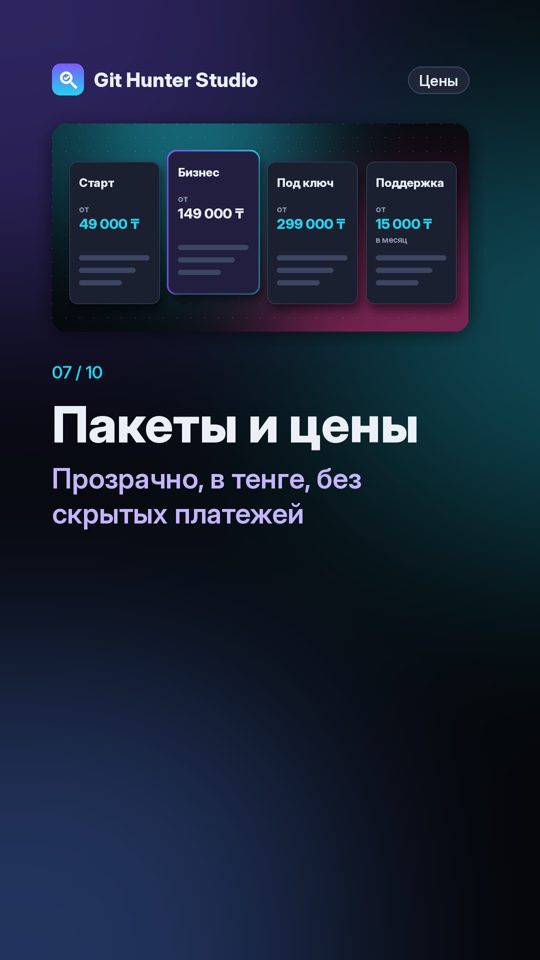 Git Hunter Studio
Цены
Старт
от
49 000 ₸
Бизнес
от
149 000 ₸
Под ключ
от
299 000 ₸
Поддержка
от
15 000 ₸
в месяц
07 / 10
Пакеты и цены
Прозрачно, в тенге, без
скрытых платежей